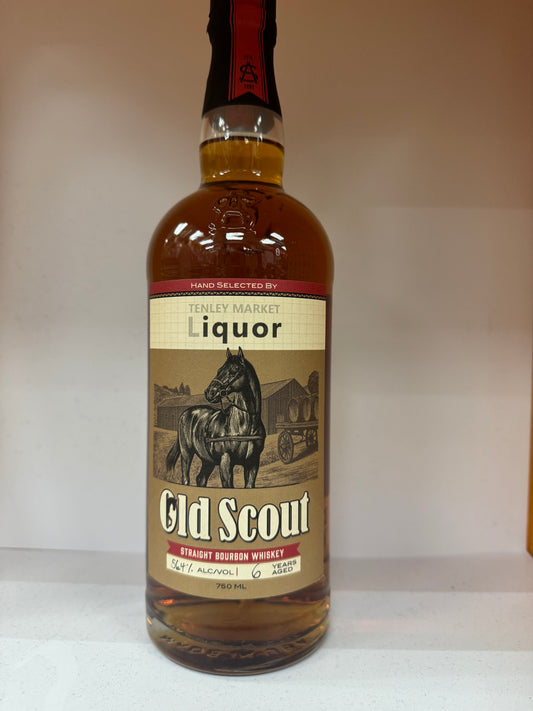 HAND SELECTED BY
TENLEY MARKET
Liquor
Old Scout
STRAIGHT BOURBON WHISKEY
56.4% ALC/VOL | 6 YEARS AGED
750 ML